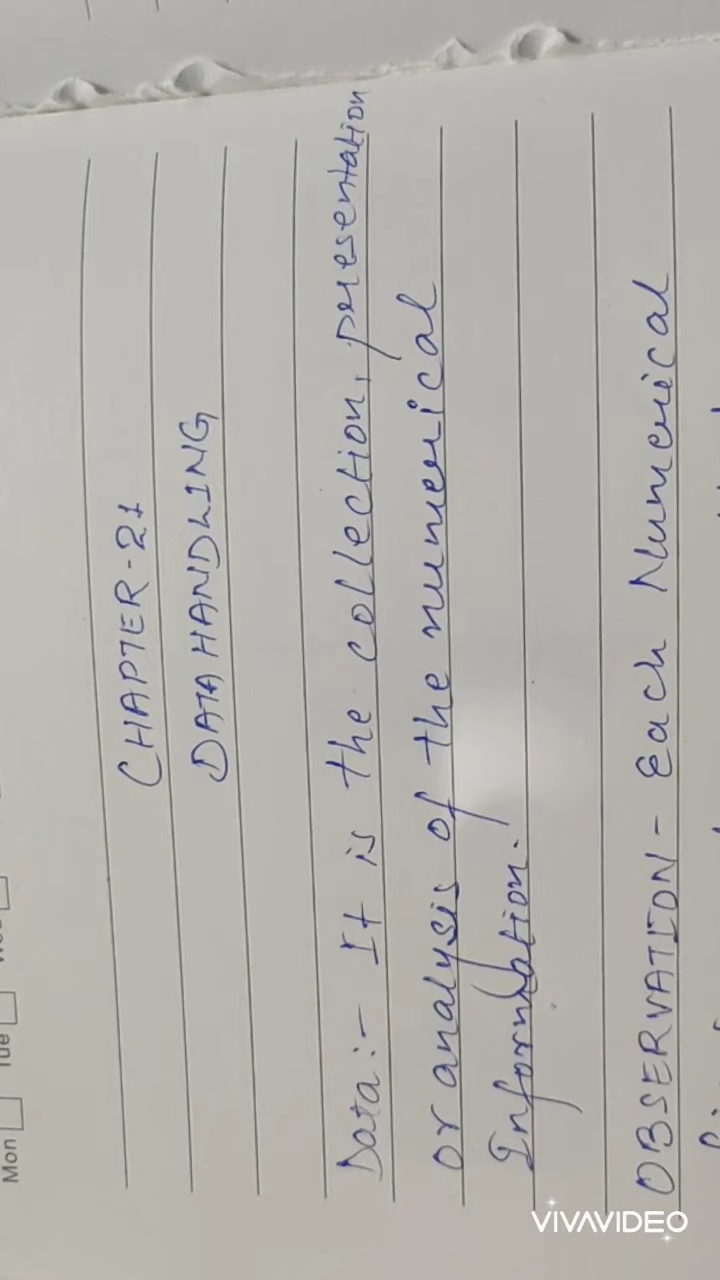 Mon Tue
CHAPTER-21
DATA HANDLING
Data:- It is the collection, presentation
or analysis of the numerical
Information.
OBSERVATION - Each Numerical
VIVAVIDEO